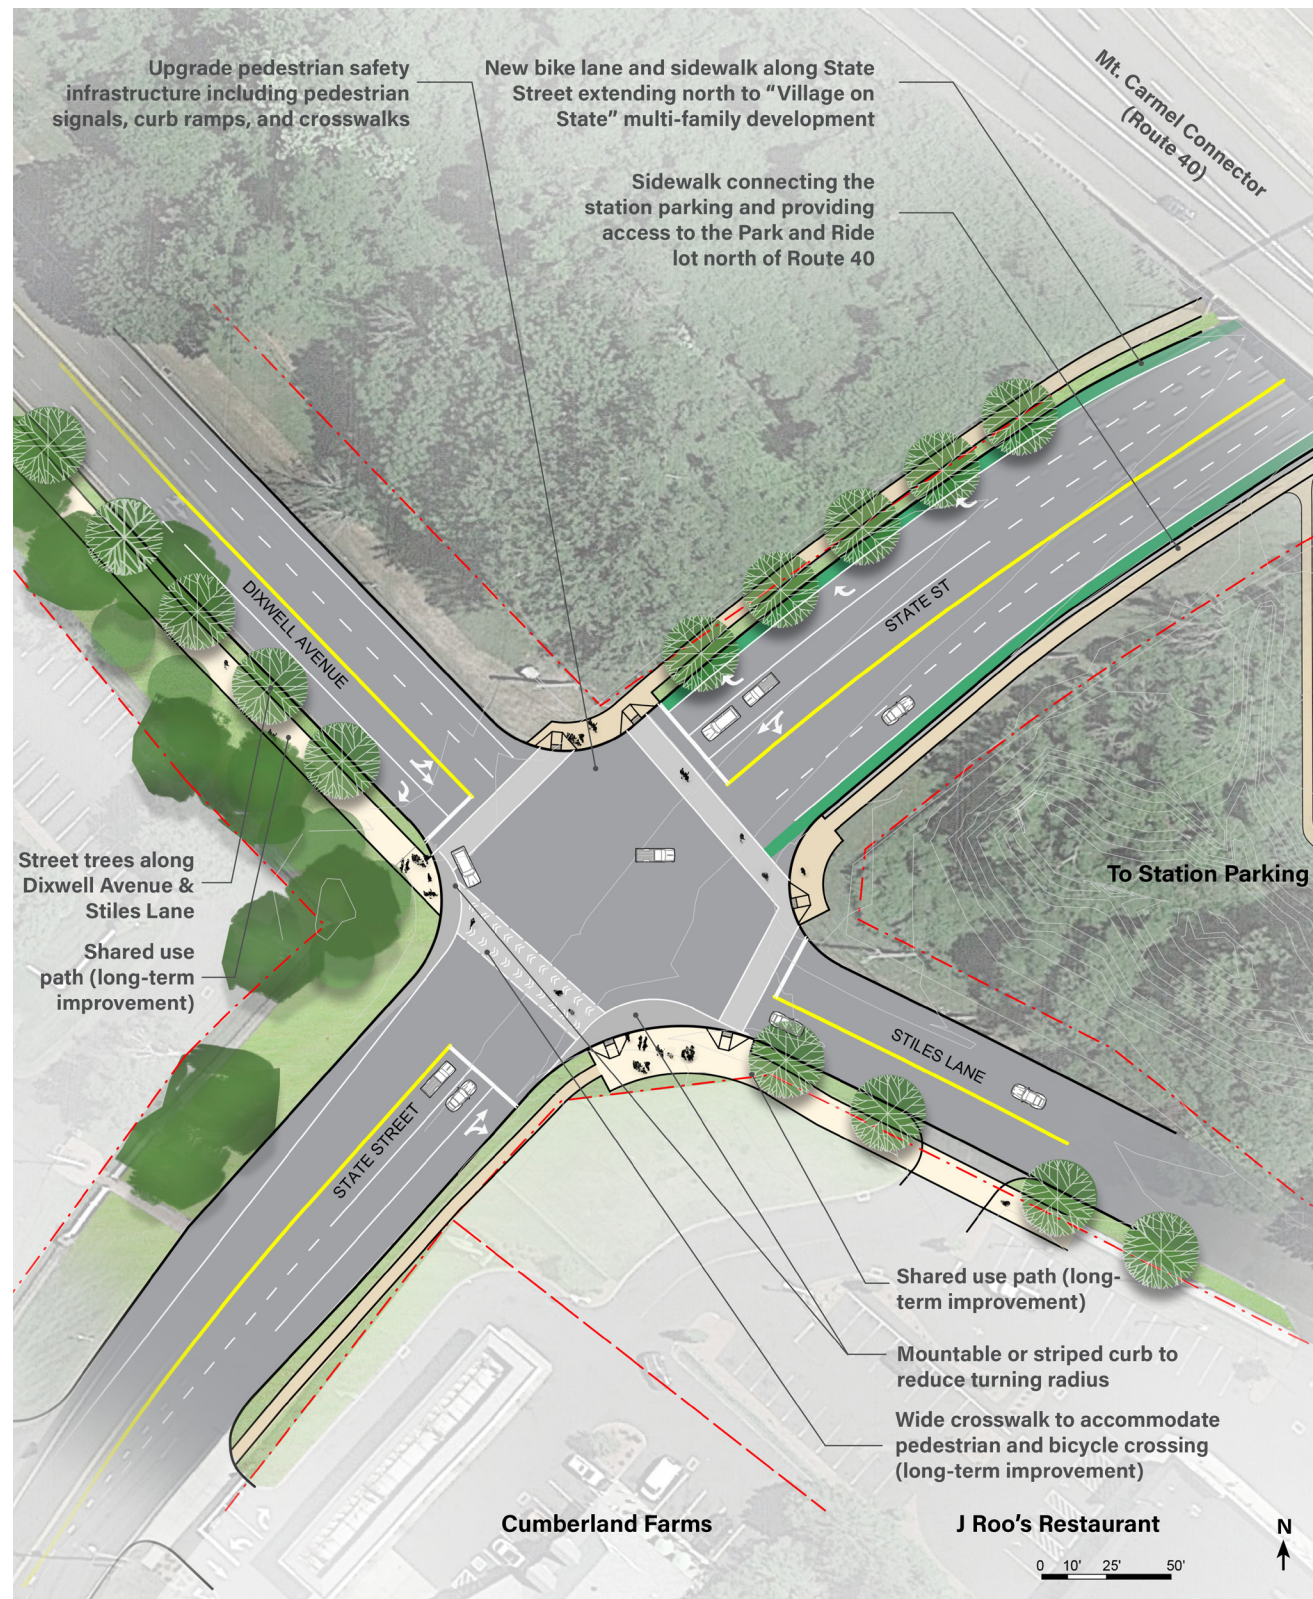 Upgrade pedestrian safety
infrastructure including pedestrian
signals, curb ramps, and crosswalks
New bike lane and sidewalk along State
Street extending north to “Village on
State” multi-family development
Mt. Carmel Connector
(Route 40)
Sidewalk connecting the
station parking and providing
access to the Park and Ride
lot north of Route 40
DIXWELL AVENUE
STATE ST
Street trees along
Dixwell Avenue &
Stiles Lane
To Station Parking
Shared use
path (long-term
improvement)
STILES LANE
STATE STREET
Shared use path (long-
term improvement)
Mountable or striped curb to
reduce turning radius
Wide crosswalk to accommodate
pedestrian and bicycle crossing
(long-term improvement)
Cumberland Farms
J Roo’s Restaurant
N
0 10' 25' 50'